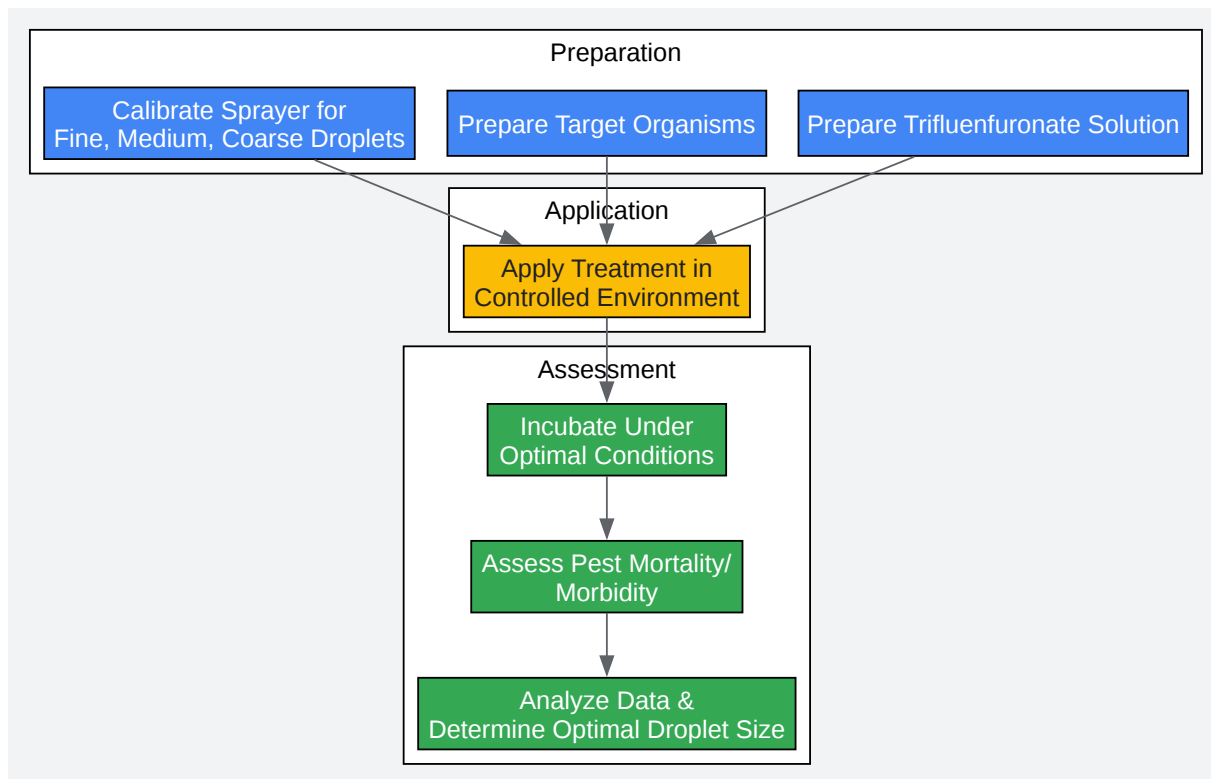 Preparation
Calibrate Sprayer for
Fine, Medium, Coarse Droplets
Prepare Target Organisms
Prepare Trifluenfuronate Solution
Application
Apply Treatment in
Controlled Environment
Assessment
Incubate Under
Optimal Conditions
Assess Pest Mortality/
Morbidity
Analyze Data &
Determine Optimal Droplet Size